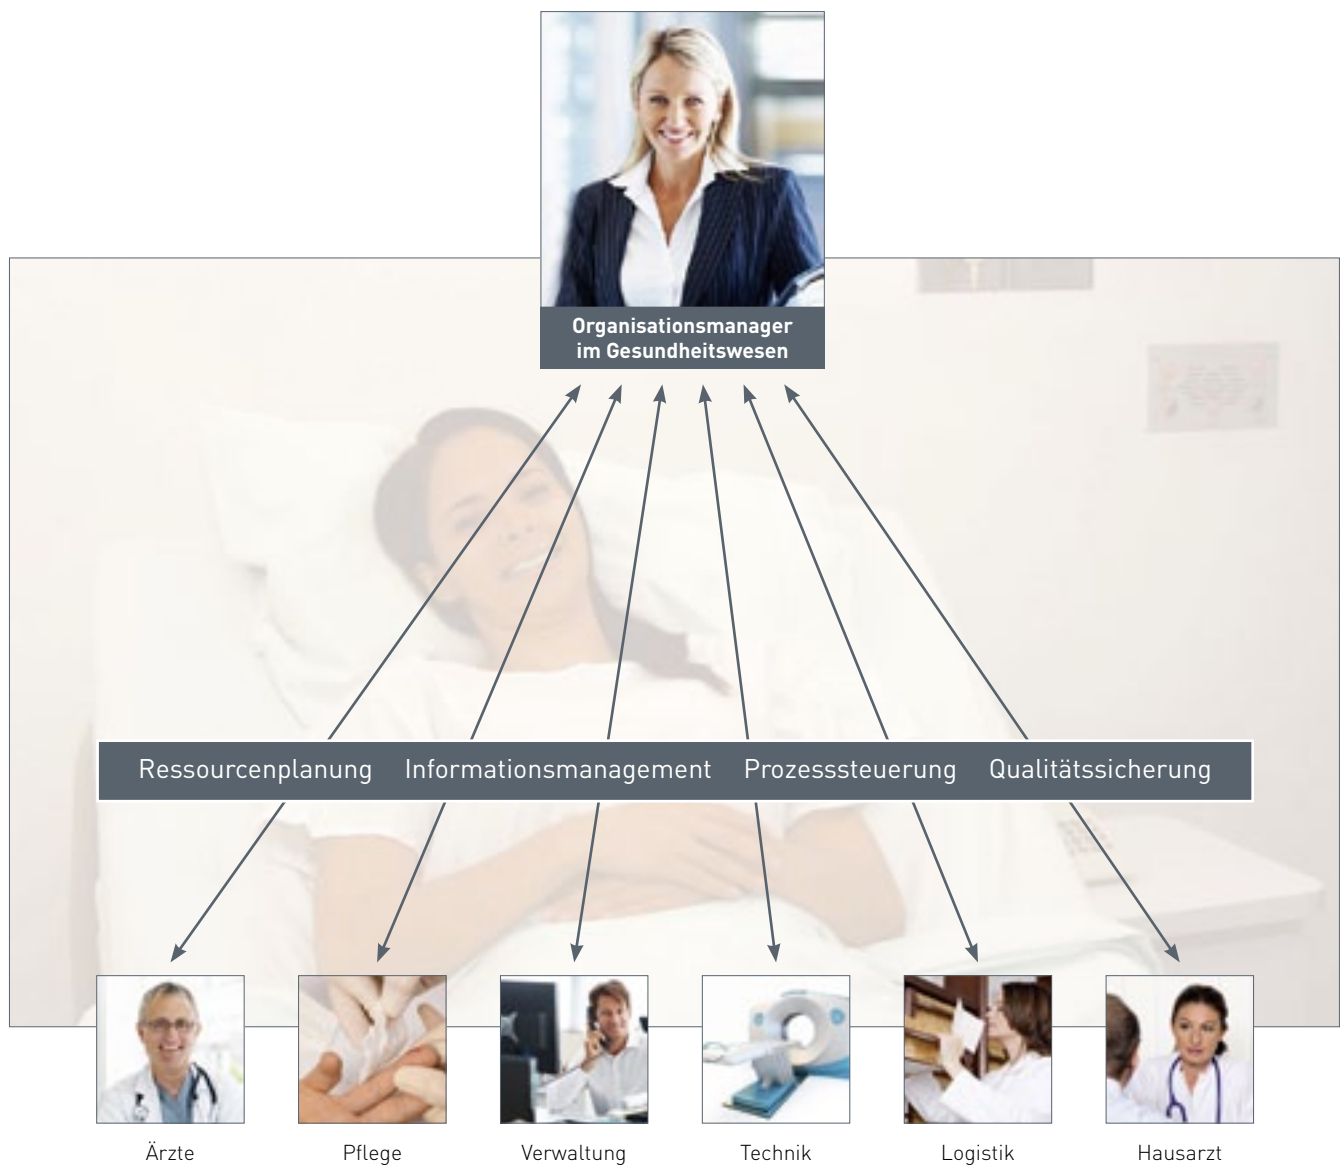 Organisationsmanager
im Gesundheitswesen
Ressourcenplanung Informationsmanagement Prozesssteuerung Qualitätssicherung
Ärzte Pflege Verwaltung Technik Logistik Hausarzt